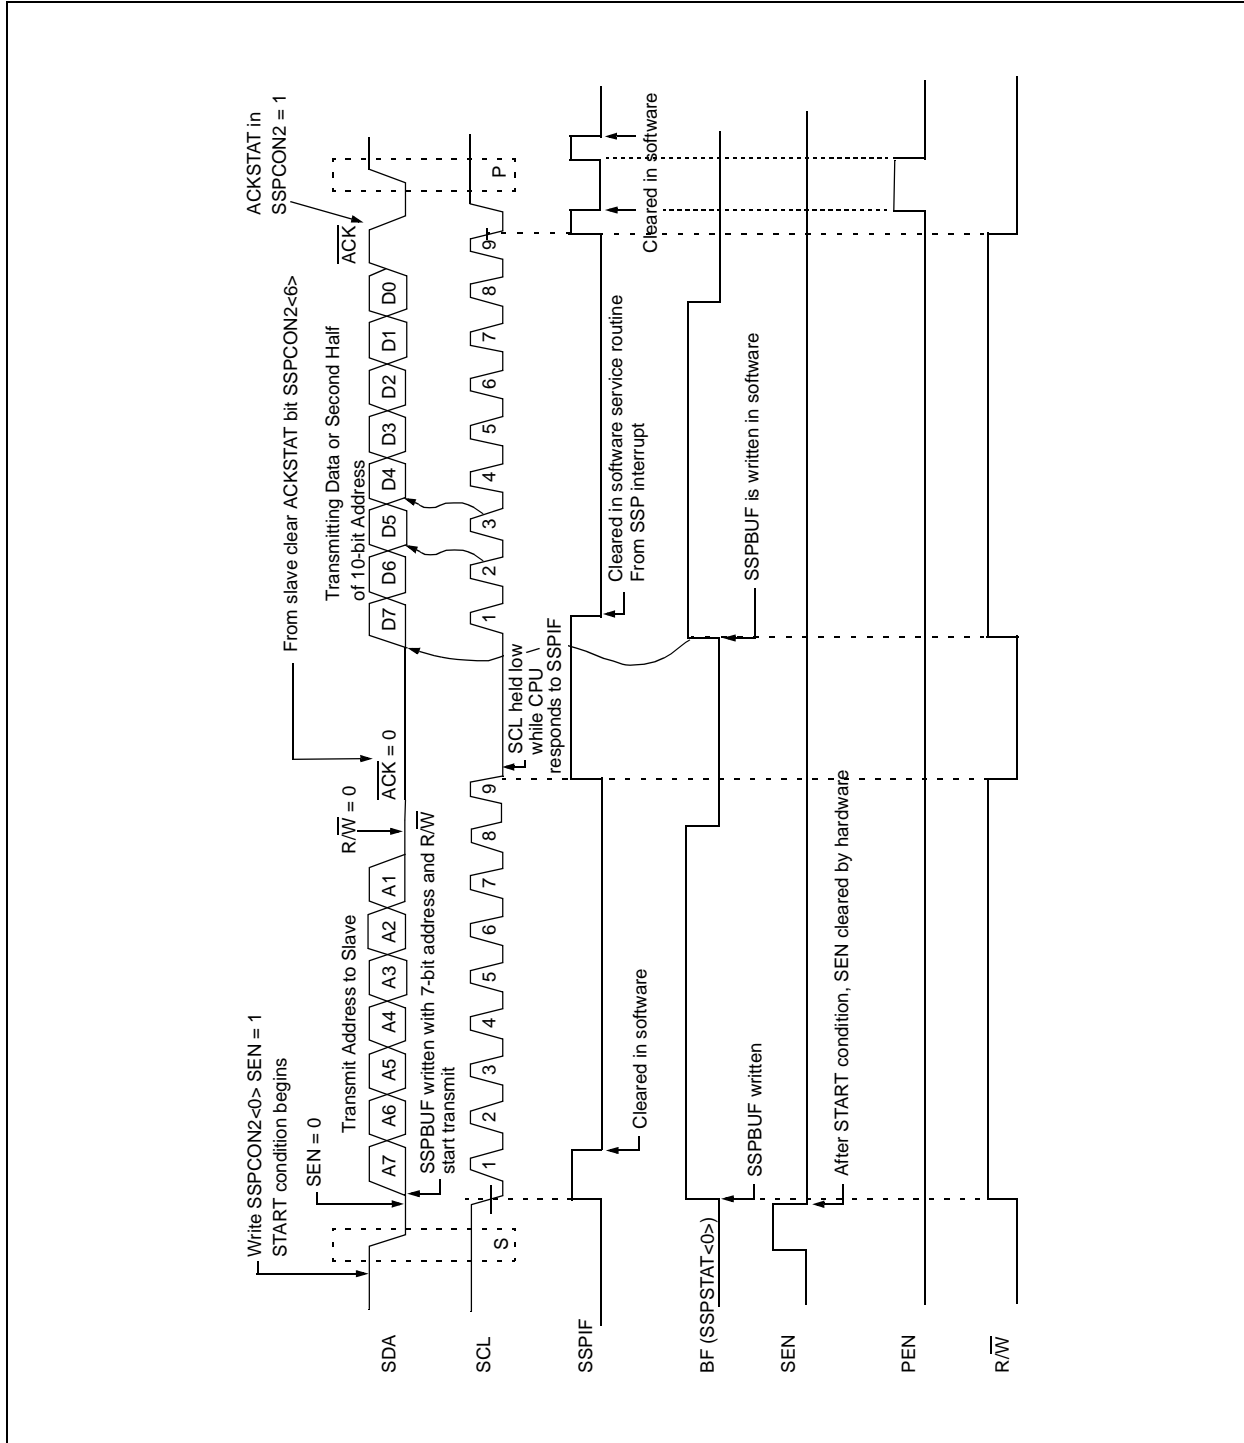 Write SSPCON2<0> SEN = 1
START condition begins
SEN = 0
Transmit Address to Slave
R/W = 0
From slave clear ACKSTAT bit SSPCON2<6>
ACK = 0
Transmitting Data or Second Half
of 10-bit Address
ACKSTAT in
SSPCON2 = 1
ACK
SDA
A7 A6 A5 A4 A3 A2 A1
D7 D6 D5 D4 D3 D2 D1 D0
SSPBUF written with 7-bit address and R/W
start transmit
SCL
S
1 2 3 4 5 6 7 8 9
1 2 3 4 5 6 7 8 9
P
SCL held low
while CPU
responds to SSPIF
SSPIF
Cleared in software
Cleared in software service routine
From SSP interrupt
Cleared in software
Cleared in software
BF (SSPSTAT<0>)
SSPBUF written
SSPBUF is written in software
SEN
After START condition, SEN cleared by hardware
PEN
R/W